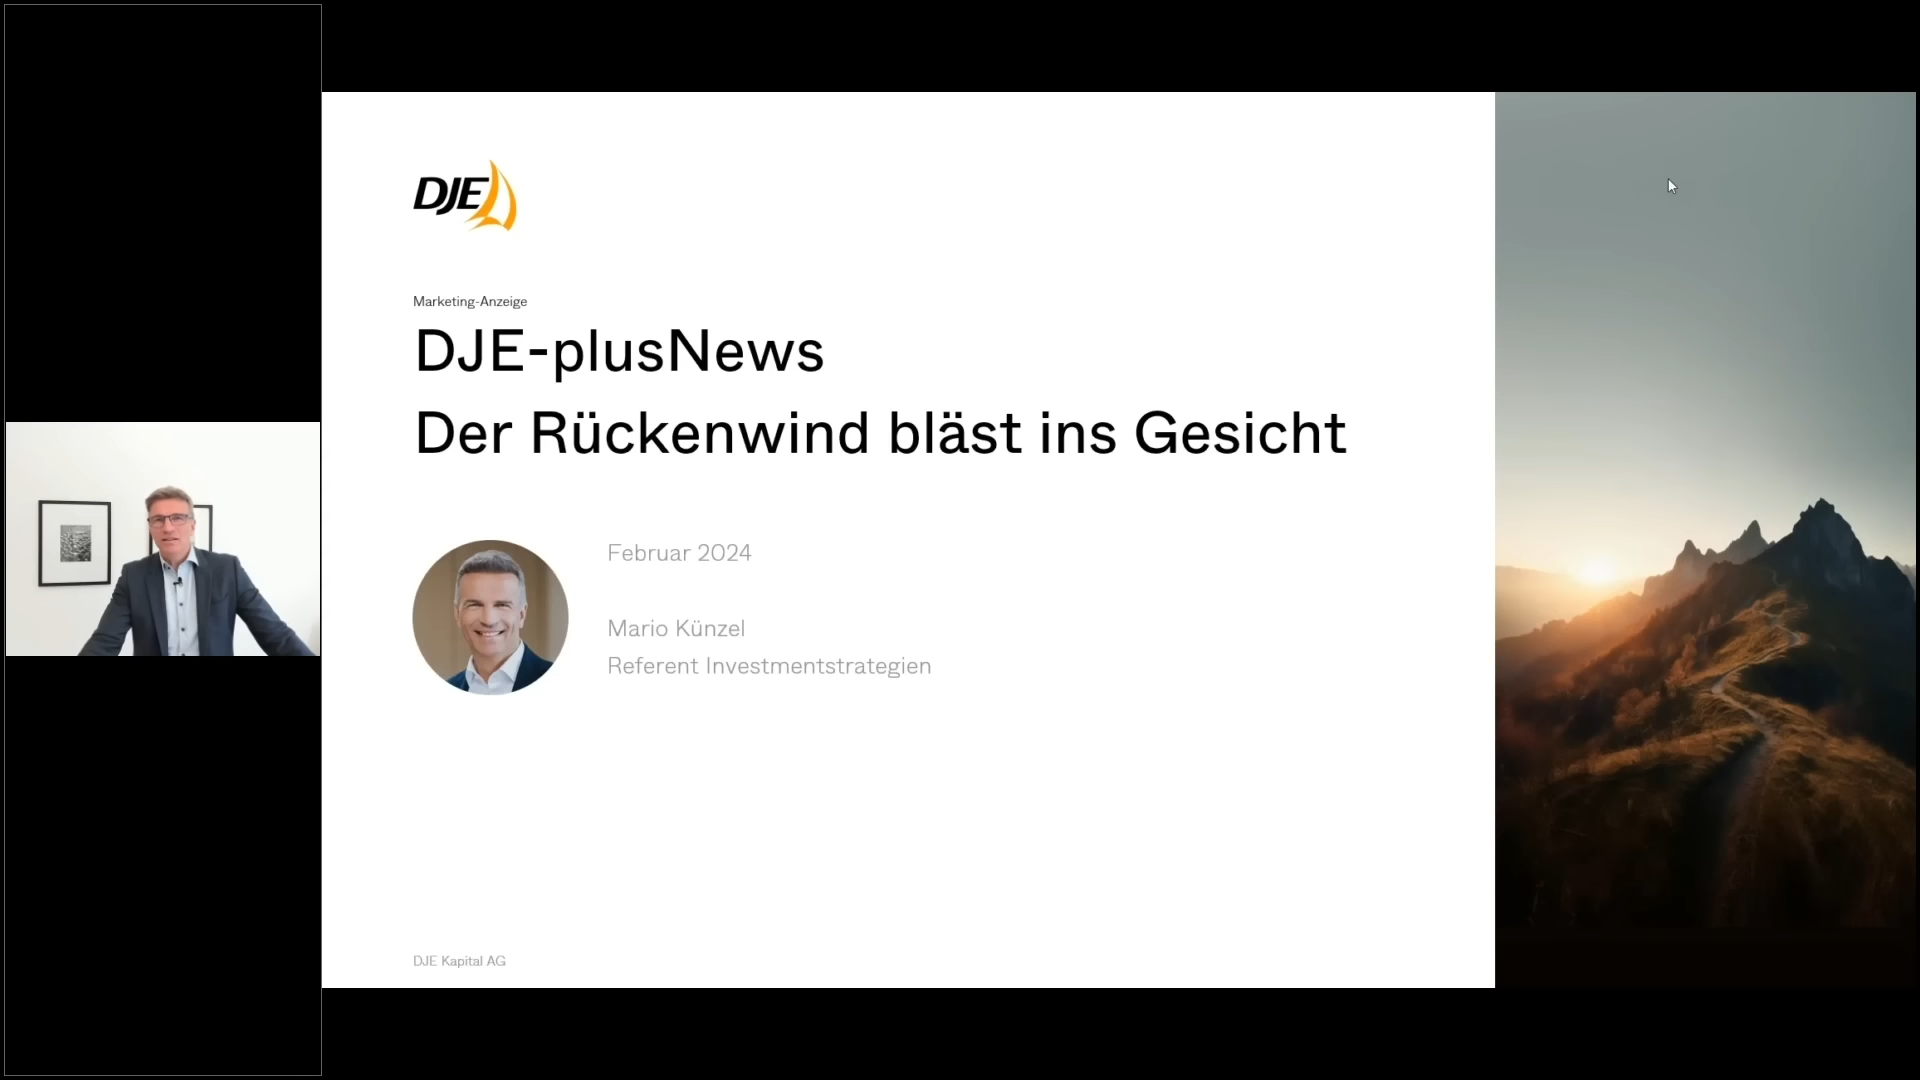 DJE
Marketing-Anzeige
DJE-plusNews
Der Rückenwind bläst ins Gesicht
Februar 2024
Mario Künzel
Referent Investmentstrategien
DJE Kapital AG